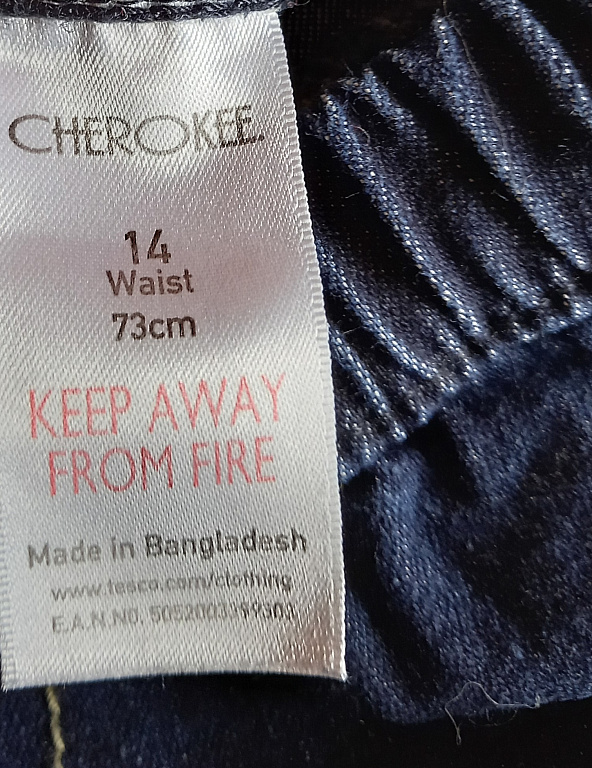 CHEROKEE
14
Waist
73cm
KEEP AWAY
FROM FIRE
Made in Bangladesh
www.tesco.com/clothing
E.A.N.NO.